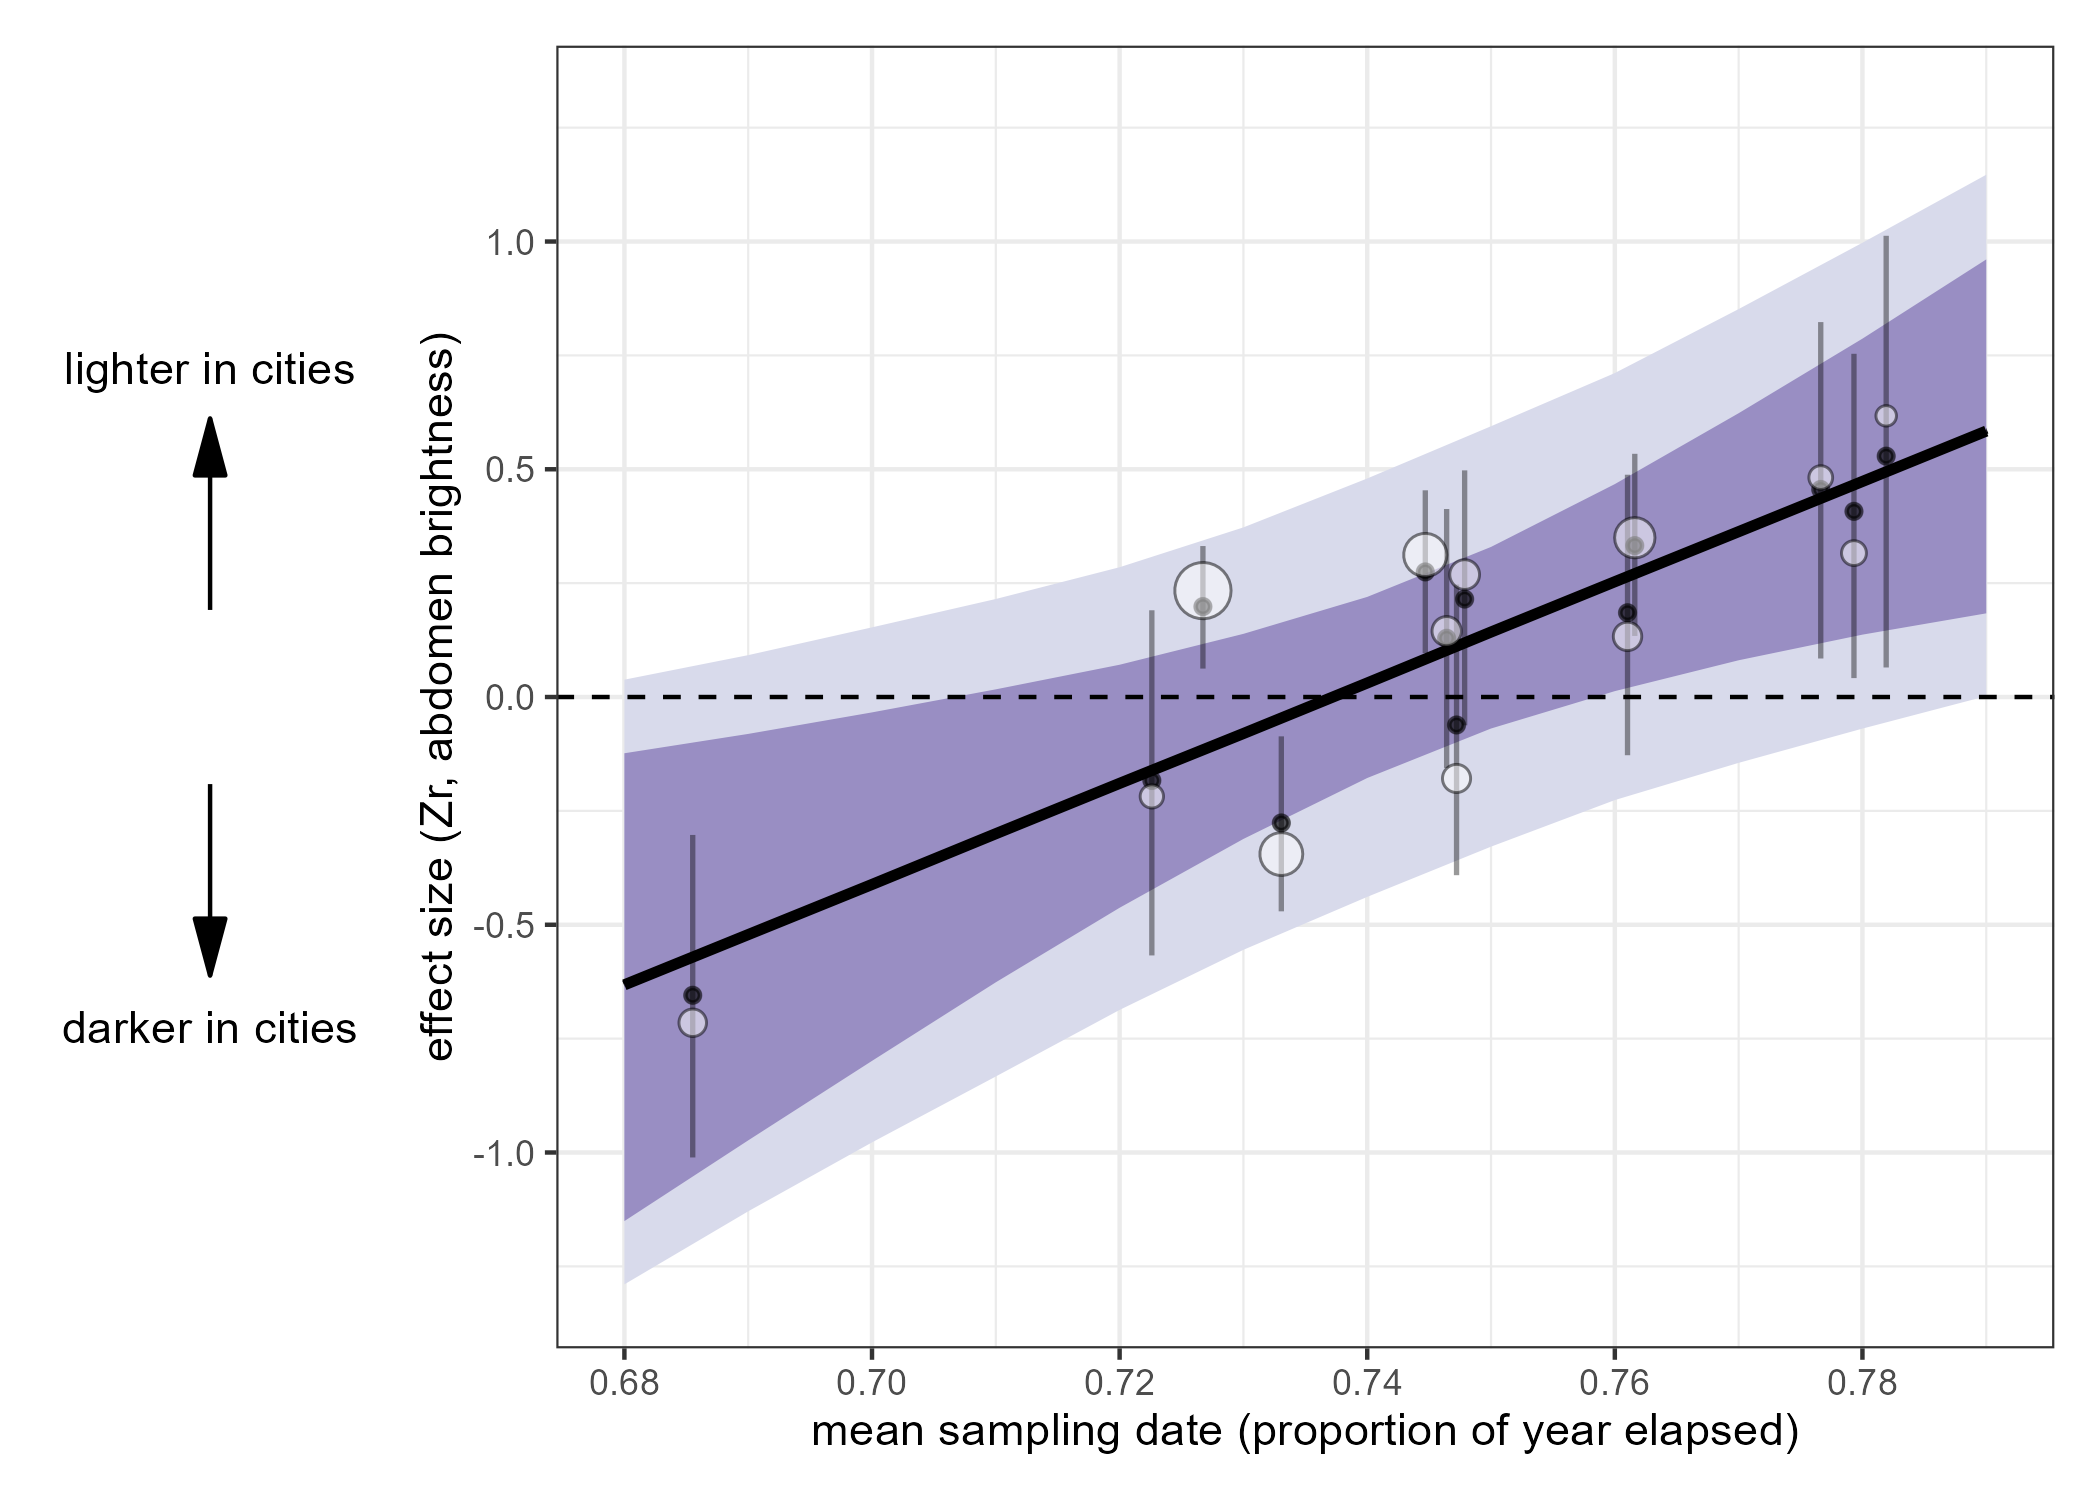 lighter in cities
darker in cities
effect size (Zr, abdomen brightness)
1.0
0.5
0.0
-0.5
-1.0
0.68 0.70 0.72 0.74 0.76 0.78
mean sampling date (proportion of year elapsed)